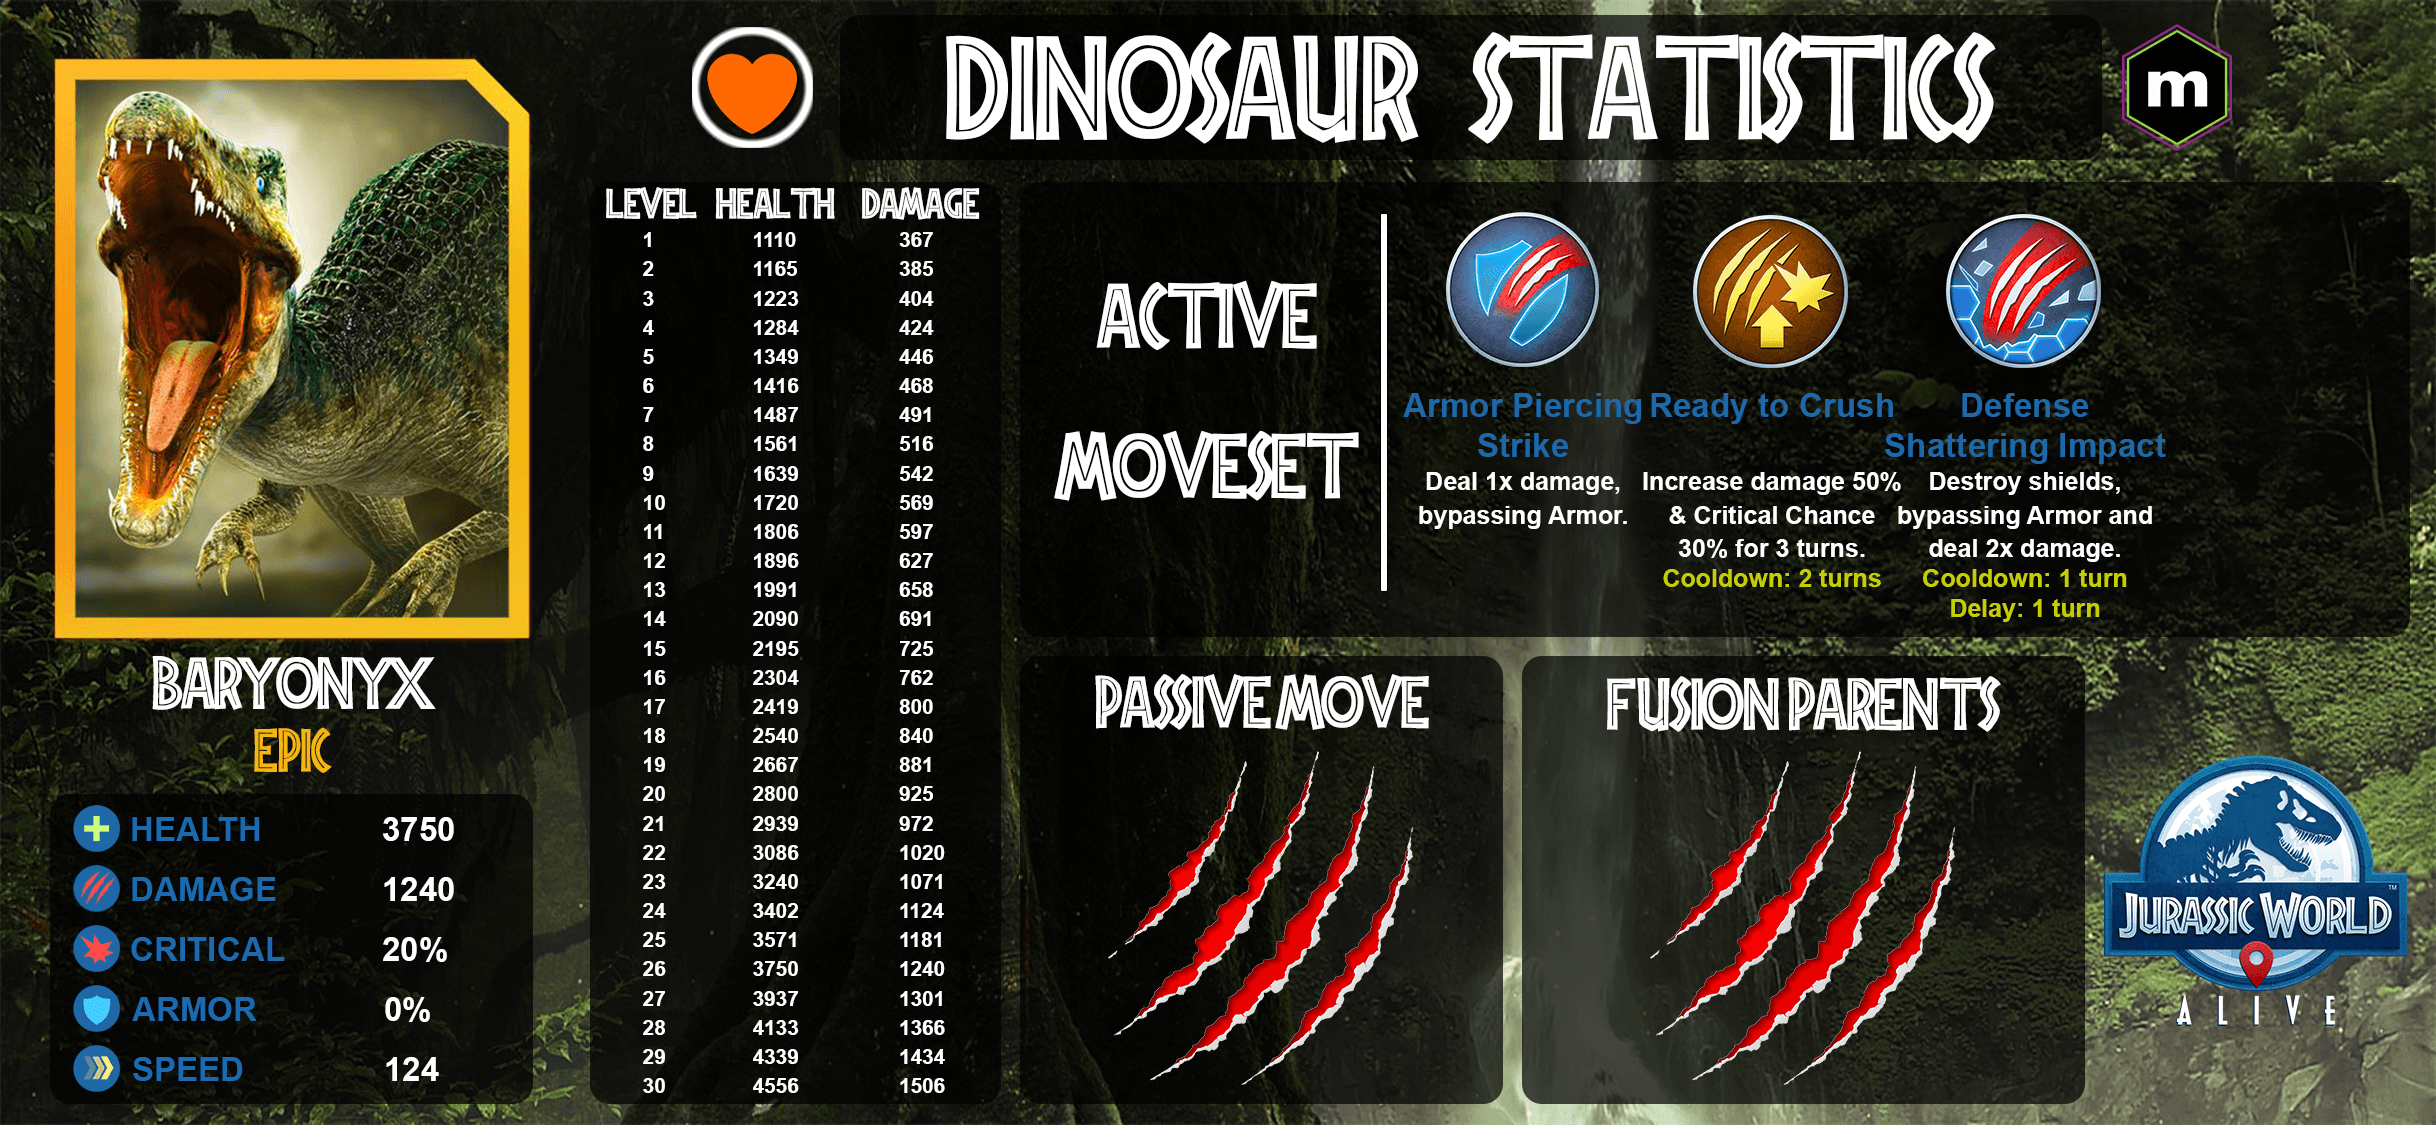 DINOSAUR STATISTICS
m
BARYONYX
EPIC
HEALTH 3750
DAMAGE 1240
CRITICAL 20%
ARMOR 0%
SPEED 124
LEVEL HEALTH DAMAGE
1 1110 367
2 1165 385
3 1223 404
4 1284 424
5 1349 446
6 1416 468
7 1487 491
8 1561 516
9 1639 542
10 1720 569
11 1806 597
12 1896 627
13 1991 658
14 2090 691
15 2195 725
16 2304 762
17 2419 800
18 2540 840
19 2667 881
20 2800 925
21 2939 972
22 3086 1020
23 3240 1071
24 3402 1124
25 3571 1181
26 3750 1240
27 3937 1301
28 4133 1366
29 4339 1434
30 4556 1506
ACTIVE
MOVESET
Armor Piercing
Strike
Deal 1x damage,
bypassing Armor.
Ready to Crush
Increase damage 50%
& Critical Chance
30% for 3 turns.
Cooldown: 2 turns
Defense
Shattering Impact
Destroy shields,
bypassing Armor and
deal 2x damage.
Cooldown: 1 turn
Delay: 1 turn
PASSIVE MOVE
FUSION PARENTS
JURASSIC WORLD™
ALIVE